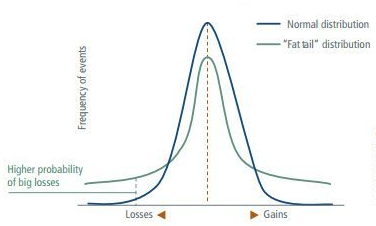 Normal distribution
"Fat tail" distribution
Frequency of events
Higher probability
of big losses
Losses
Gains